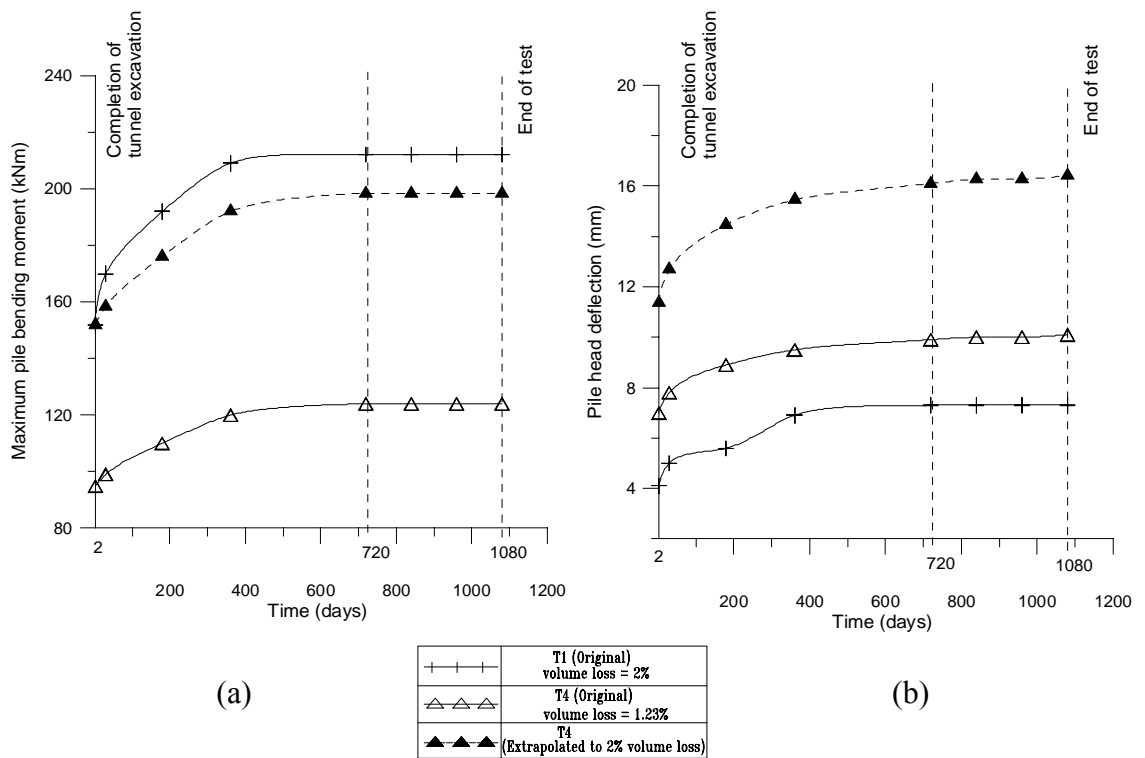 Completion of
tunnel excavation
End of test
240
200
160
120
80
Maximum pile bending moment (kNm)
2
720
1080
200
400
600
800
1000
1200
Time (days)
(a)
Completion of
tunnel excavation
End of test
20
16
12
8
4
Pile head deflection (mm)
2
720
1080
200
400
600
800
1000
1200
Time (days)
(b)
T1 (Original)
volume loss = 2%
T4 (Original)
volume loss = 1.23%
T4
(Extrapolated to 2% volume loss)